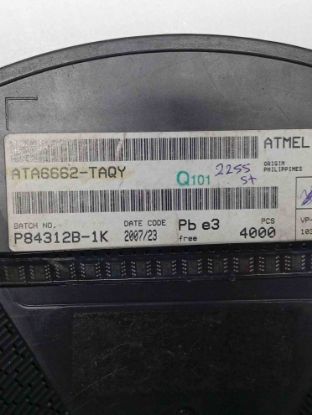 ATMEL
ORIGIN
PHILIPPINES
ATA6662-TAQY
Q101
2255
BATCH NO.
P84312B-1K
DATE CODE
2007/23
Pb e3
free
PCS
4000
VP-